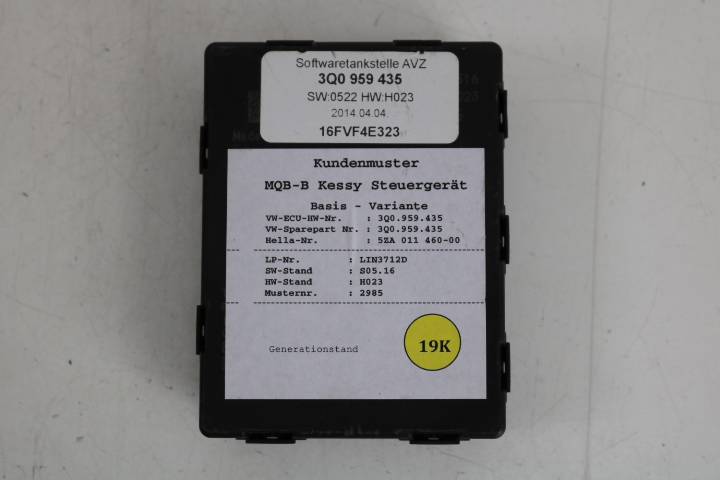 Softwaretankstelle AVZ
3Q0 959 435
SW:0522 HW:H023
2014.04.04.
16FVF4E323
Kundenmuster
MQB-B Kessy Steuergerät
Basis - Variante
VW-ECU-HW-Nr. : 3Q0.959.435
VW-Sparepart Nr. : 3Q0.959.435
Hella-Nr. : 5ZA 011 460-00
LP-Nr. : LIN3712D
SW-Stand : S05.16
HW-Stand : H023
Musternr. : 2985
Generationstand
19K